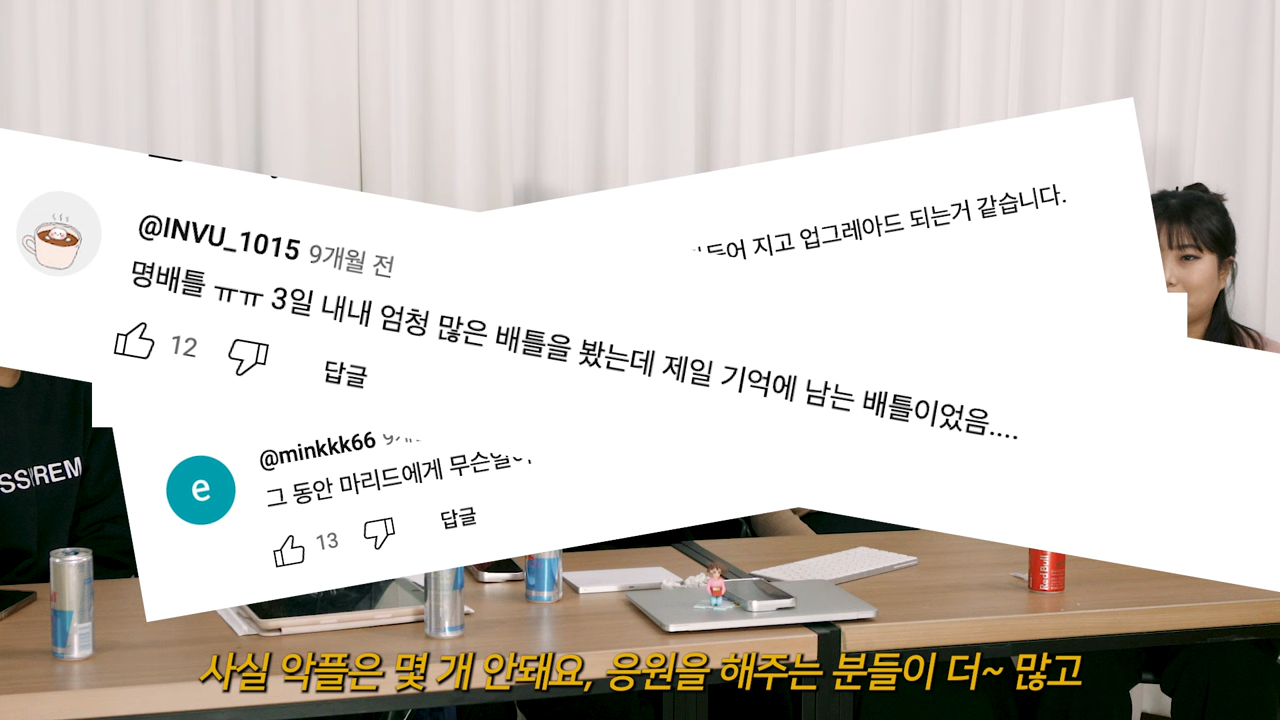 @INVU_1015 9개월 전
명배틀 ㅠㅠ 3일 내내 엄청 많은 배틀을 봤는데 제일 기억에 남는 배틀이었음....
12 답글
지고 업그레아드 되는거 같습니다.
@minkkk66
그 동안 마리드에게
13 답글
Red Bull
사실 악플은 몇 개 안돼요, 응원을 해주는 분들이 더~ 많고